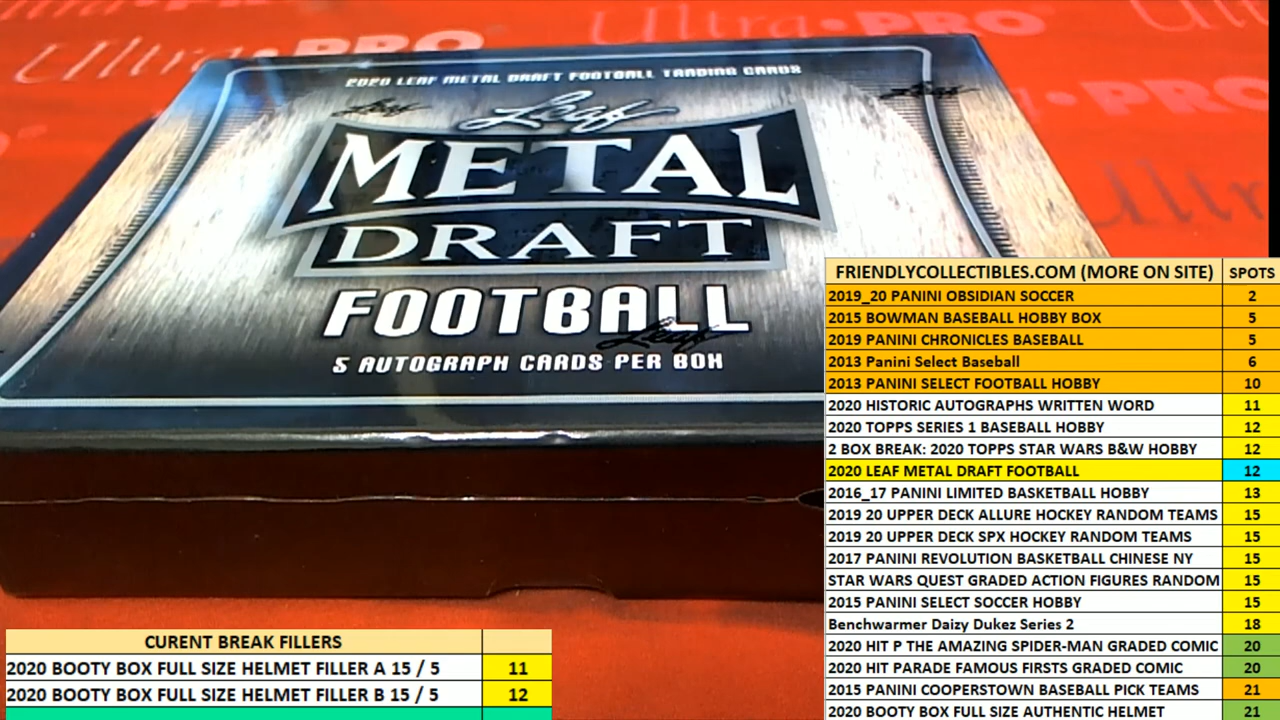 Ultra•PRO
Ultra•PRO
Ultra
2020 LEAF METAL DRAFT FOOTBALL TRADING CARDS
Leaf
Leaf
Leaf
METAL
DRAFT
FOOTBALL
Leaf
5 AUTOGRAPH CARDS PER BOX
PRO
Ultr
FRIENDLYCOLLECTIBLES.COM (MORE ON SITE) SPOTS
2019_20 PANINI OBSIDIAN SOCCER 2
2015 BOWMAN BASEBALL HOBBY BOX 5
2019 PANINI CHRONICLES BASEBALL 5
2013 Panini Select Baseball 6
2013 PANINI SELECT FOOTBALL HOBBY 10
2020 HISTORIC AUTOGRAPHS WRITTEN WORD 11
2020 TOPPS SERIES 1 BASEBALL HOBBY 12
2 BOX BREAK: 2020 TOPPS STAR WARS B&W HOBBY 12
2020 LEAF METAL DRAFT FOOTBALL 12
2016_17 PANINI LIMITED BASKETBALL HOBBY 13
2019 20 UPPER DECK ALLURE HOCKEY RANDOM TEAMS 15
2019 20 UPPER DECK SPX HOCKEY RANDOM TEAMS 15
2017 PANINI REVOLUTION BASKETBALL CHINESE NY 15
STAR WARS QUEST GRADED ACTION FIGURES RANDOM 15
2015 PANINI SELECT SOCCER HOBBY 15
Benchwarmer Daizy Dukez Series 2 18
2020 HIT P THE AMAZING SPIDER-MAN GRADED COMIC 20
2020 HIT PARADE FAMOUS FIRSTS GRADED COMIC 20
2015 PANINI COOPERSTOWN BASEBALL PICK TEAMS 21
2020 BOOTY BOX FULL SIZE AUTHENTIC HELMET 21
CURENT BREAK FILLERS
2020 BOOTY BOX FULL SIZE HELMET FILLER A 15 / 5 11
2020 BOOTY BOX FULL SIZE HELMET FILLER B 15 / 5 12